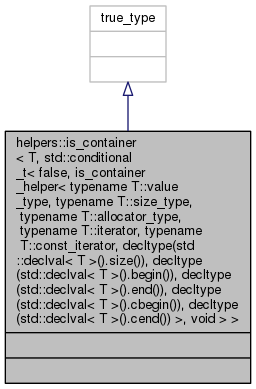 true_type
helpers::is_container
< T, std::conditional
_t< false, is_container
_helper< typename T::value
_type, typename T::size_type,
typename T::allocator_type,
typename T::iterator, typename
T::const_iterator, decltype(std
::declval< T >().size()), decltype
(std::declval< T >().begin()), decltype
(std::declval< T >().end()), decltype
(std::declval< T >().cbegin()), decltype
(std::declval< T >().cend()) >, void > >